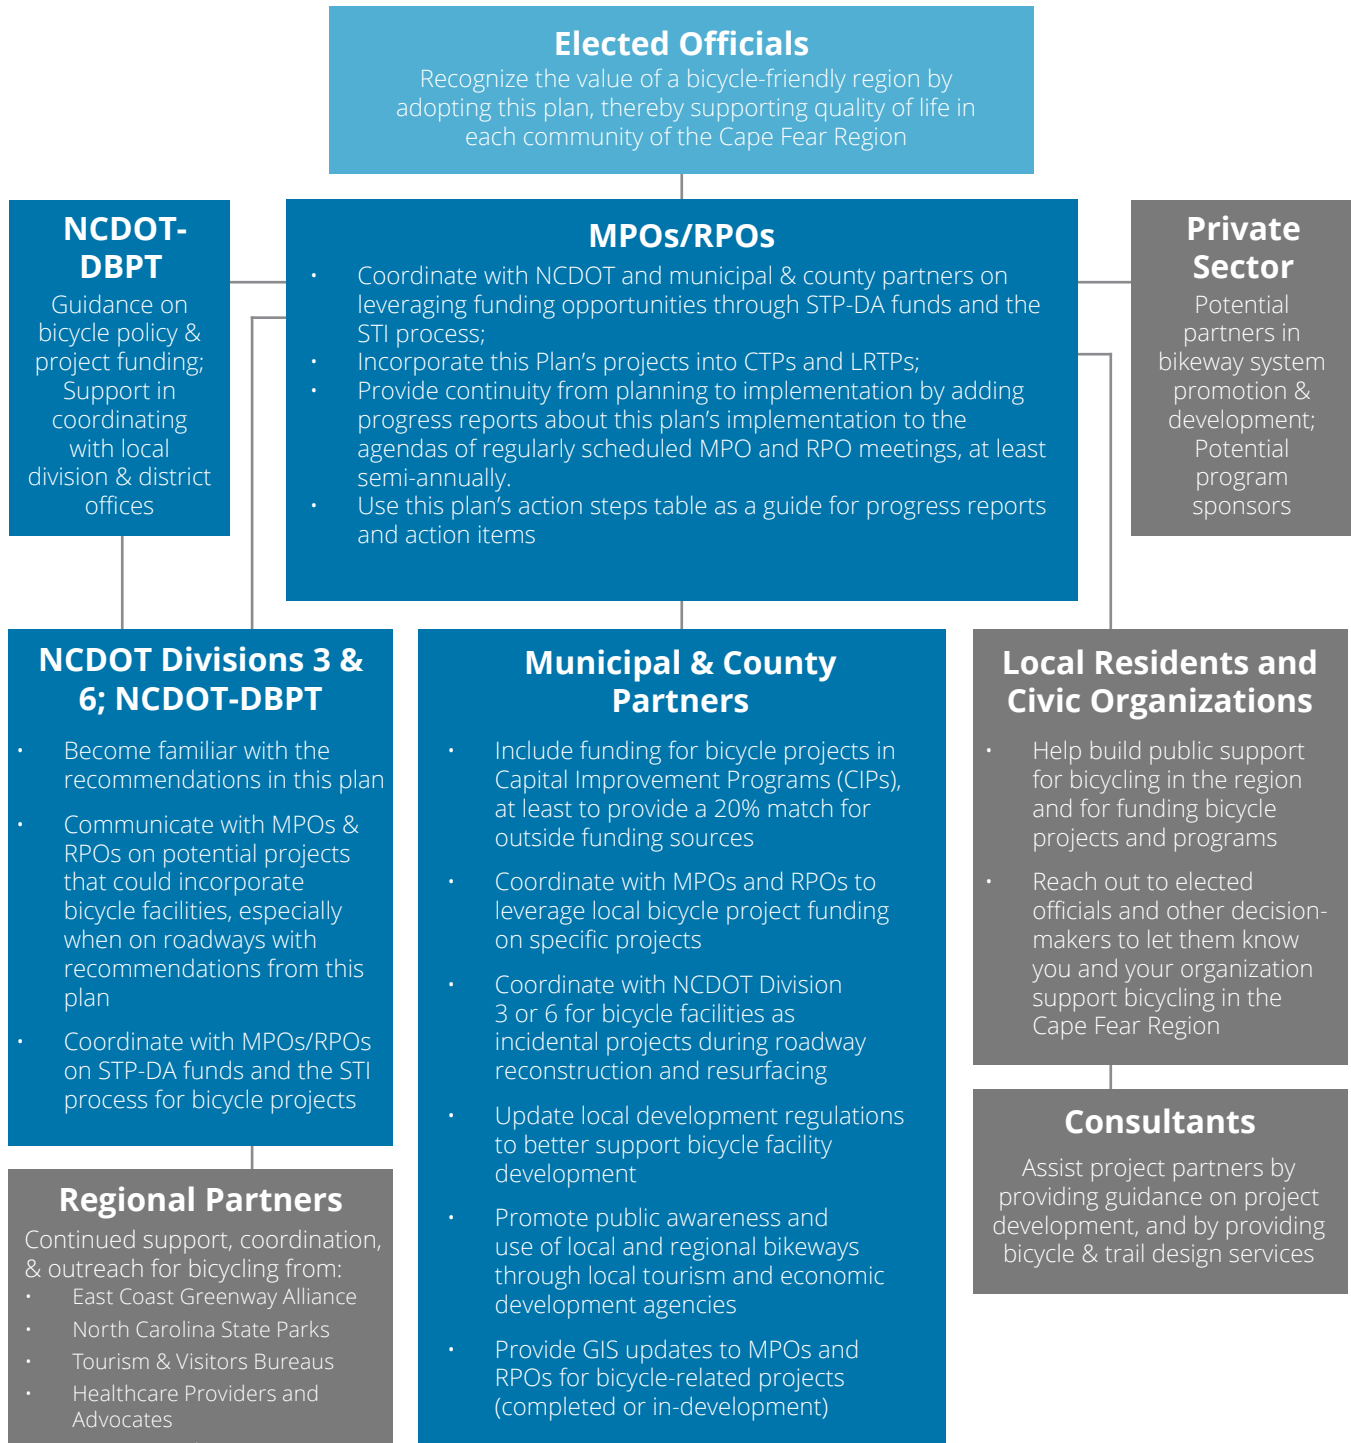 Elected Officials
Recognize the value of a bicycle-friendly region by
adopting this plan, thereby supporting quality of life in
each community of the Cape Fear Region
NCDOT-
DBPT
Guidance on
bicycle policy &
project funding;
Support in
coordinating
with local
division & district
offices
MPOs/RPOs
• Coordinate with NCDOT and municipal & county partners on
leveraging funding opportunities through STP-DA funds and the
STI process;
• Incorporate this Plan’s projects into CTPs and LRTPs;
• Provide continuity from planning to implementation by adding
progress reports about this plan’s implementation to the
agendas of regularly scheduled MPO and RPO meetings, at least
semi-annually.
• Use this plan’s action steps table as a guide for progress reports
and action items
Private
Sector
Potential
partners in
bikeway system
promotion &
development;
Potential
program
sponsors
NCDOT Divisions 3 &
6; NCDOT-DBPT
• Become familiar with the
recommendations in this plan
• Communicate with MPOs &
RPOs on potential projects
that could incorporate
bicycle facilities, especially
when on roadways with
recommendations from this
plan
• Coordinate with MPOs/RPOs
on STP-DA funds and the STI
process for bicycle projects
Municipal & County
Partners
• Include funding for bicycle projects in
Capital Improvement Programs (CIPs),
at least to provide a 20% match for
outside funding sources
• Coordinate with MPOs and RPOs to
leverage local bicycle project funding
on specific projects
• Coordinate with NCDOT Division
3 or 6 for bicycle facilities as
incidental projects during roadway
reconstruction and resurfacing
• Update local development regulations
to better support bicycle facility
development
• Promote public awareness and
use of local and regional bikeways
through local tourism and economic
development agencies
• Provide GIS updates to MPOs and
RPOs for bicycle-related projects
(completed or in-development)
Local Residents and
Civic Organizations
• Help build public support
for bicycling in the region
and for funding bicycle
projects and programs
• Reach out to elected
officials and other decision-
makers to let them know
you and your organization
support bicycling in the
Cape Fear Region
Regional Partners
Continued support, coordination,
& outreach for bicycling from:
• East Coast Greenway Alliance
• North Carolina State Parks
• Tourism & Visitors Bureaus
• Healthcare Providers and
Advocates
Consultants
Assist project partners by
providing guidance on project
development, and by providing
bicycle & trail design services